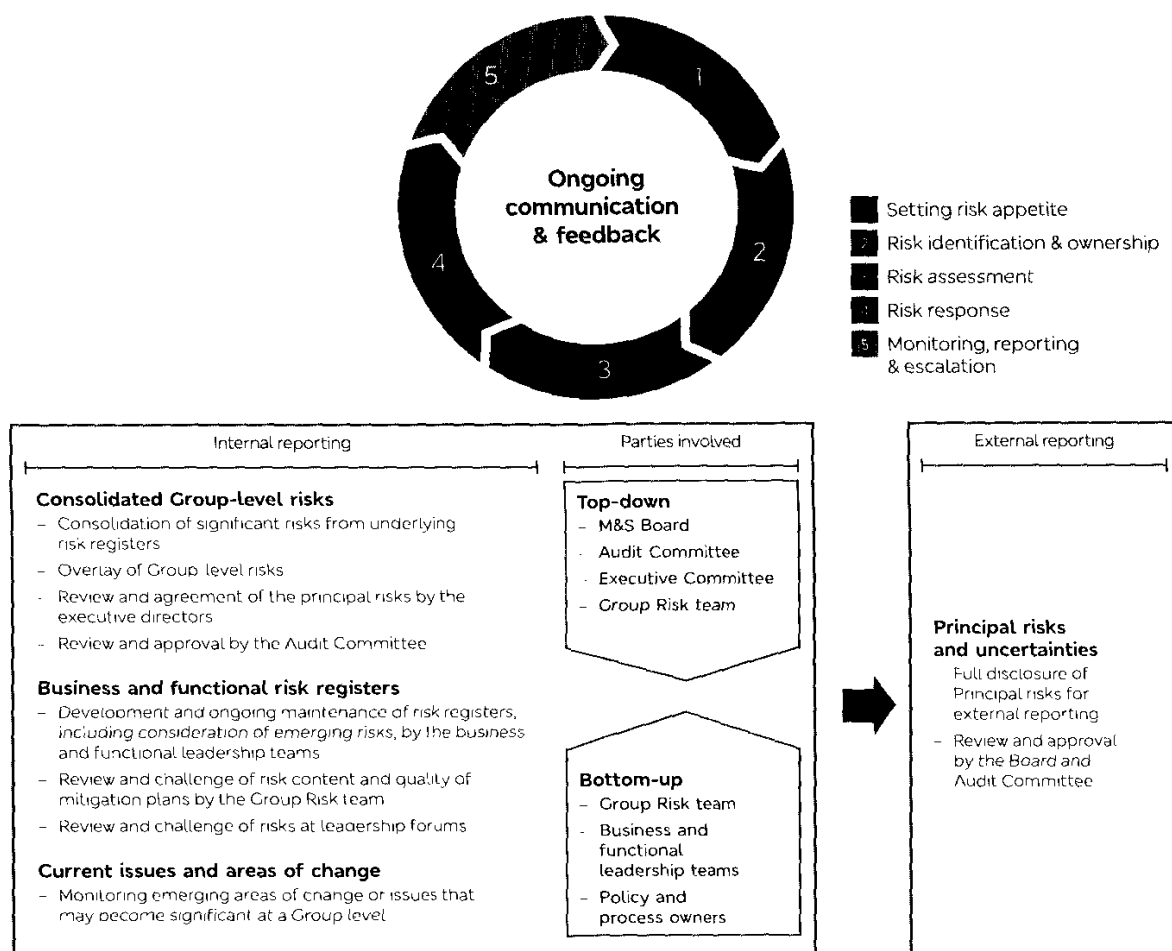 5
1
Ongoing
communication
& feedback
4
2
3
Setting risk appetite
2 Risk identification & ownership
Risk assessment
4 Risk response
5 Monitoring, reporting
& escalation
Internal reporting
Consolidated Group-level risks
– Consolidation of significant risks from underlying
risk registers
– Overlay of Group level risks
- Review and agreement of the principal risks by the
executive directors
– Review and approval by the Audit Committee
Business and functional risk registers
– Development and ongoing maintenance of risk registers,
including consideration of emerging risks, by the business
and functional leadership teams
– Review and challenge of risk content and quality of
mitigation plans by the Group Risk team
– Review and challenge of risks at leadership forums
Current issues and areas of change
– Monitoring emerging areas of change or issues that
may become significant at a Group level
Parties involved
Top-down
– M&S Board
- Audit Committee
- Executive Committee
– Group Risk team
Bottom-up
– Group Risk team
- Business and
functional
leadership teams
– Policy and
process owners
External reporting
Principal risks
and uncertainties
Full disclosure of
Principal risks for
external reporting
– Review and approval
by the Board and
Audit Committee